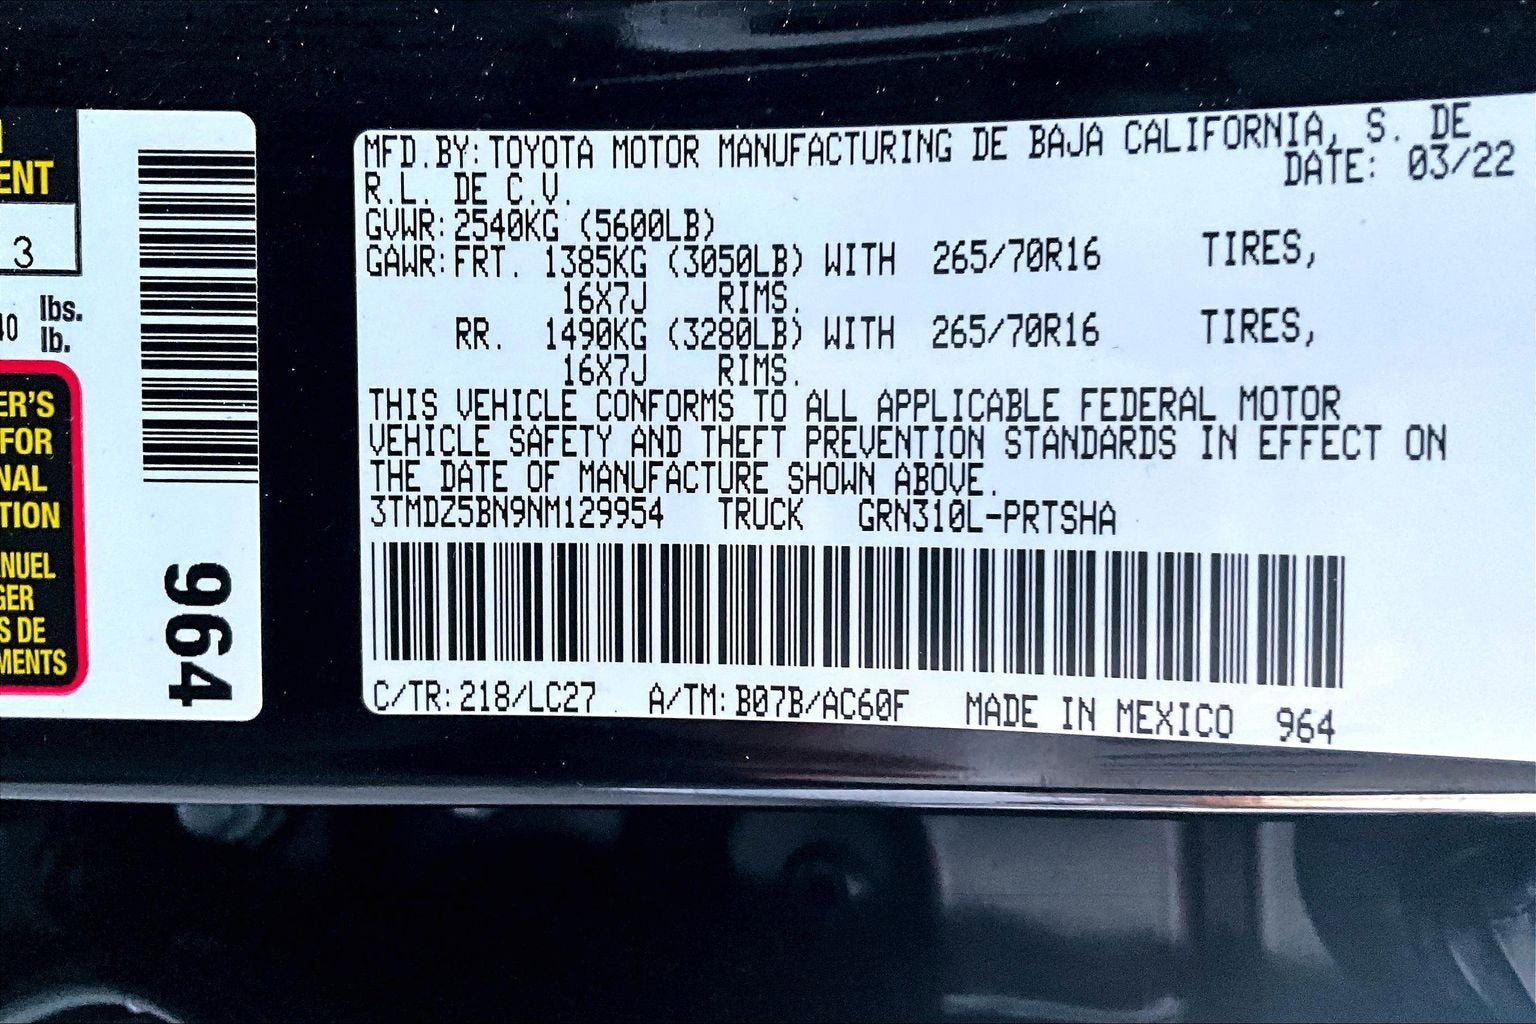 ENT
3
40 lbs.
lb.
ER'S
FOR
NAL
TION
NUEL
GER
S DE
MENTS
964
MFD.BY:TOYOTA MOTOR MANUFACTURING DE BAJA CALIFORNIA, S. DE
R.L. DE C.V. DATE: 03/22
GVWR:2540KG (5600LB)
GAWR:FRT. 1385KG (3050LB) WITH 265/70R16 TIRES,
16X7J RIMS.
RR. 1490KG (3280LB) WITH 265/70R16 TIRES,
16X7J RIMS.
THIS VEHICLE CONFORMS TO ALL APPLICABLE FEDERAL MOTOR
VEHICLE SAFETY AND THEFT PREVENTION STANDARDS IN EFFECT ON
THE DATE OF MANUFACTURE SHOWN ABOVE.
3TMDZ5BN9NM129954 TRUCK GRN310L-PRTSHA
C/TR:218/LC27 A/TM:B07B/AC60F MADE IN MEXICO 964